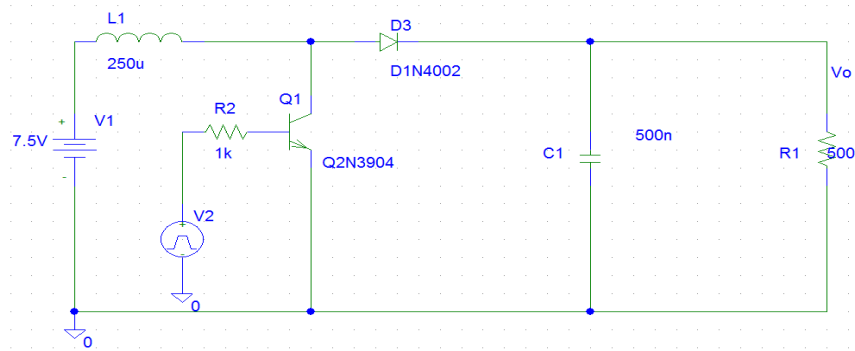 L1
250u
D3
D1N4002
Vo
+
V1
7.5V
-
R2
1k
Q1
Q2N3904
C1
500n
R1
500
V2
+
-
0
0